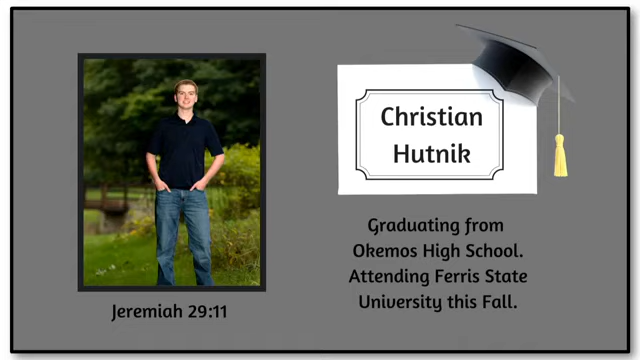 Christian
Hutnik
Graduating from
Okemos High School.
Attending Ferris State
University this Fall.
Jeremiah 29:11